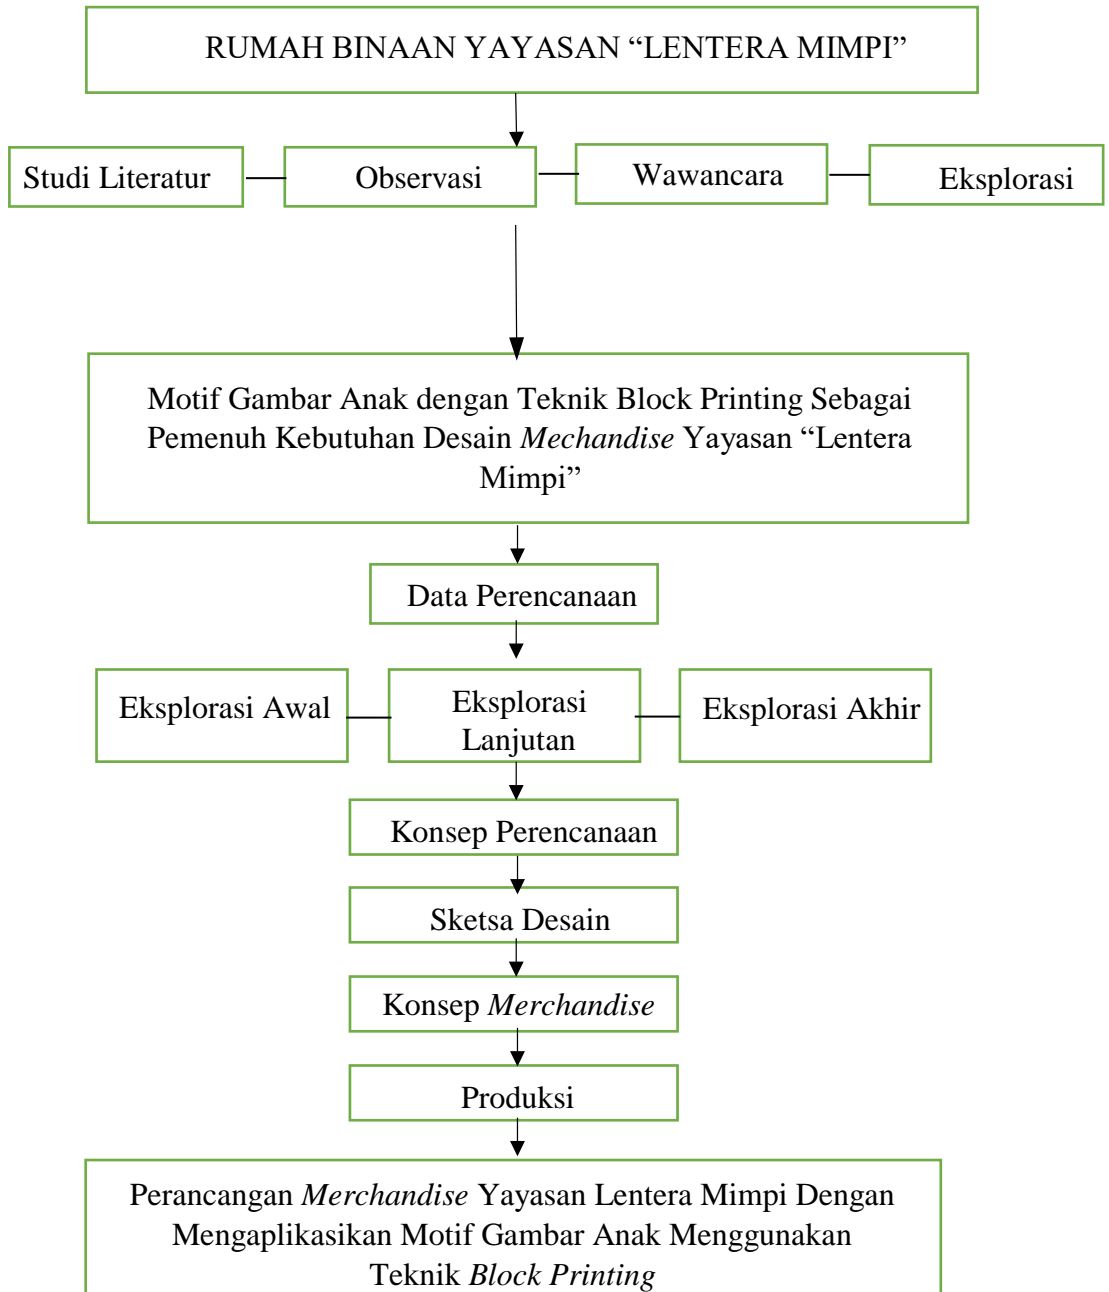 RUMAH BINAAN YAYASAN “LENTERA MIMPI”
Studi Literatur
Observasi
Wawancara
Eksplorasi
Motif Gambar Anak dengan Teknik Block Printing Sebagai
Pemenuh Kebutuhan Desain Mechandise Yayasan “Lentera
Mimpi”
Data Perencanaan
Eksplorasi Awal
Eksplorasi
Lanjutan
Eksplorasi Akhir
Konsep Perencanaan
Sketsa Desain
Konsep Merchandise
Produksi
Perancangan Merchandise Yayasan Lentera Mimpi Dengan
Mengaplikasikan Motif Gambar Anak Menggunakan
Teknik Block Printing